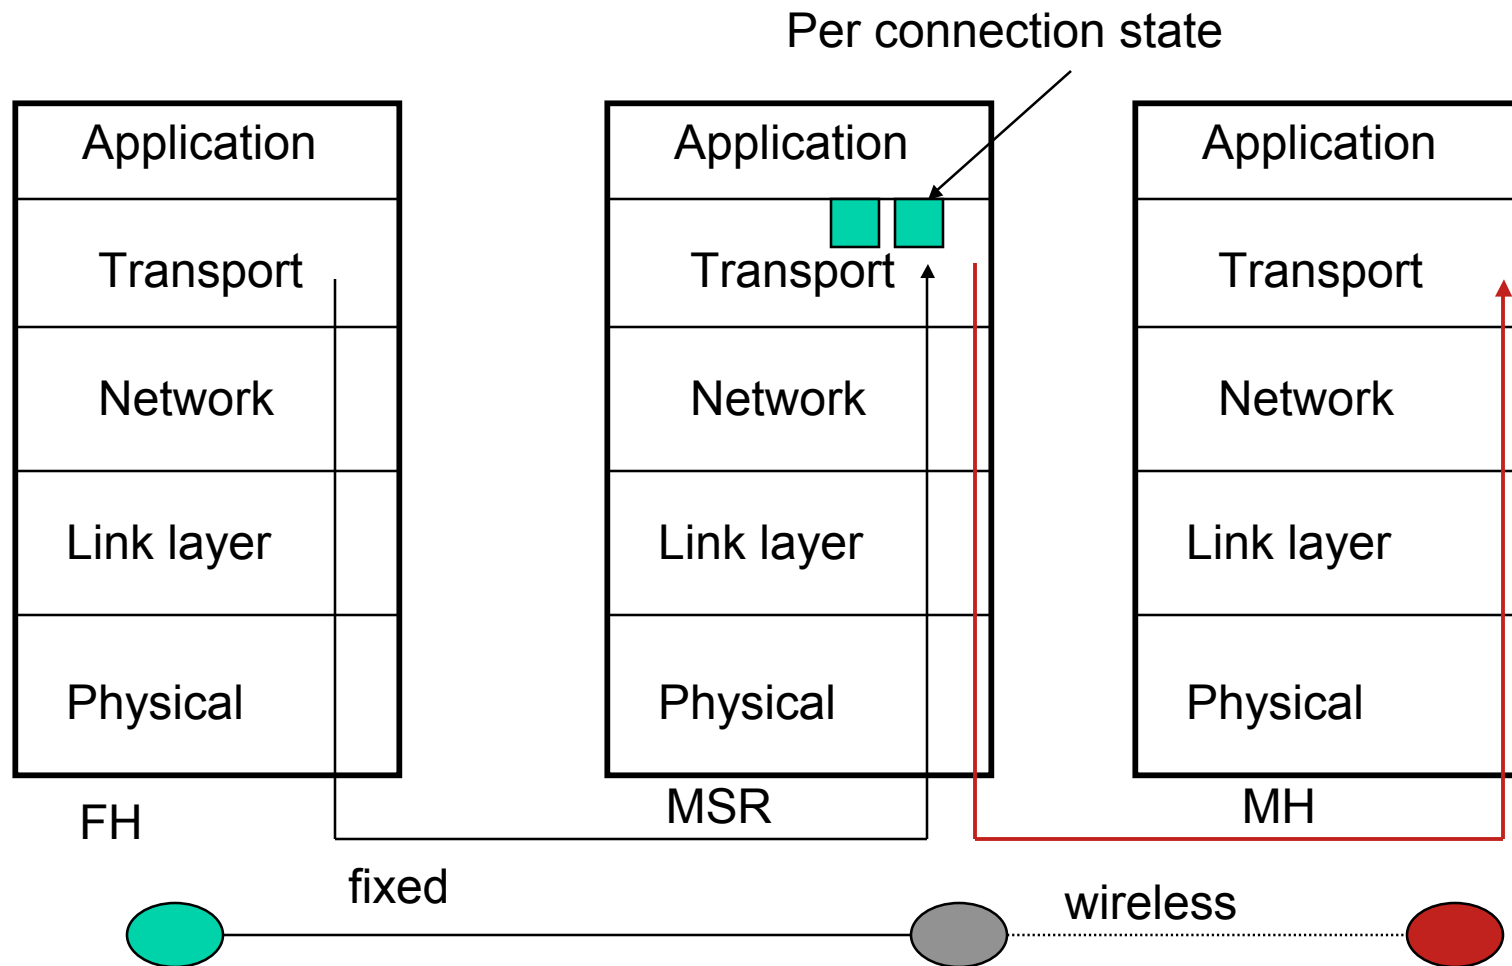 Per connection state
Application
Transport
Network
Link layer
Physical
FH
Application
Transport
Network
Link layer
Physical
MSR
Application
Transport
Network
Link layer
Physical
MH
fixed
wireless